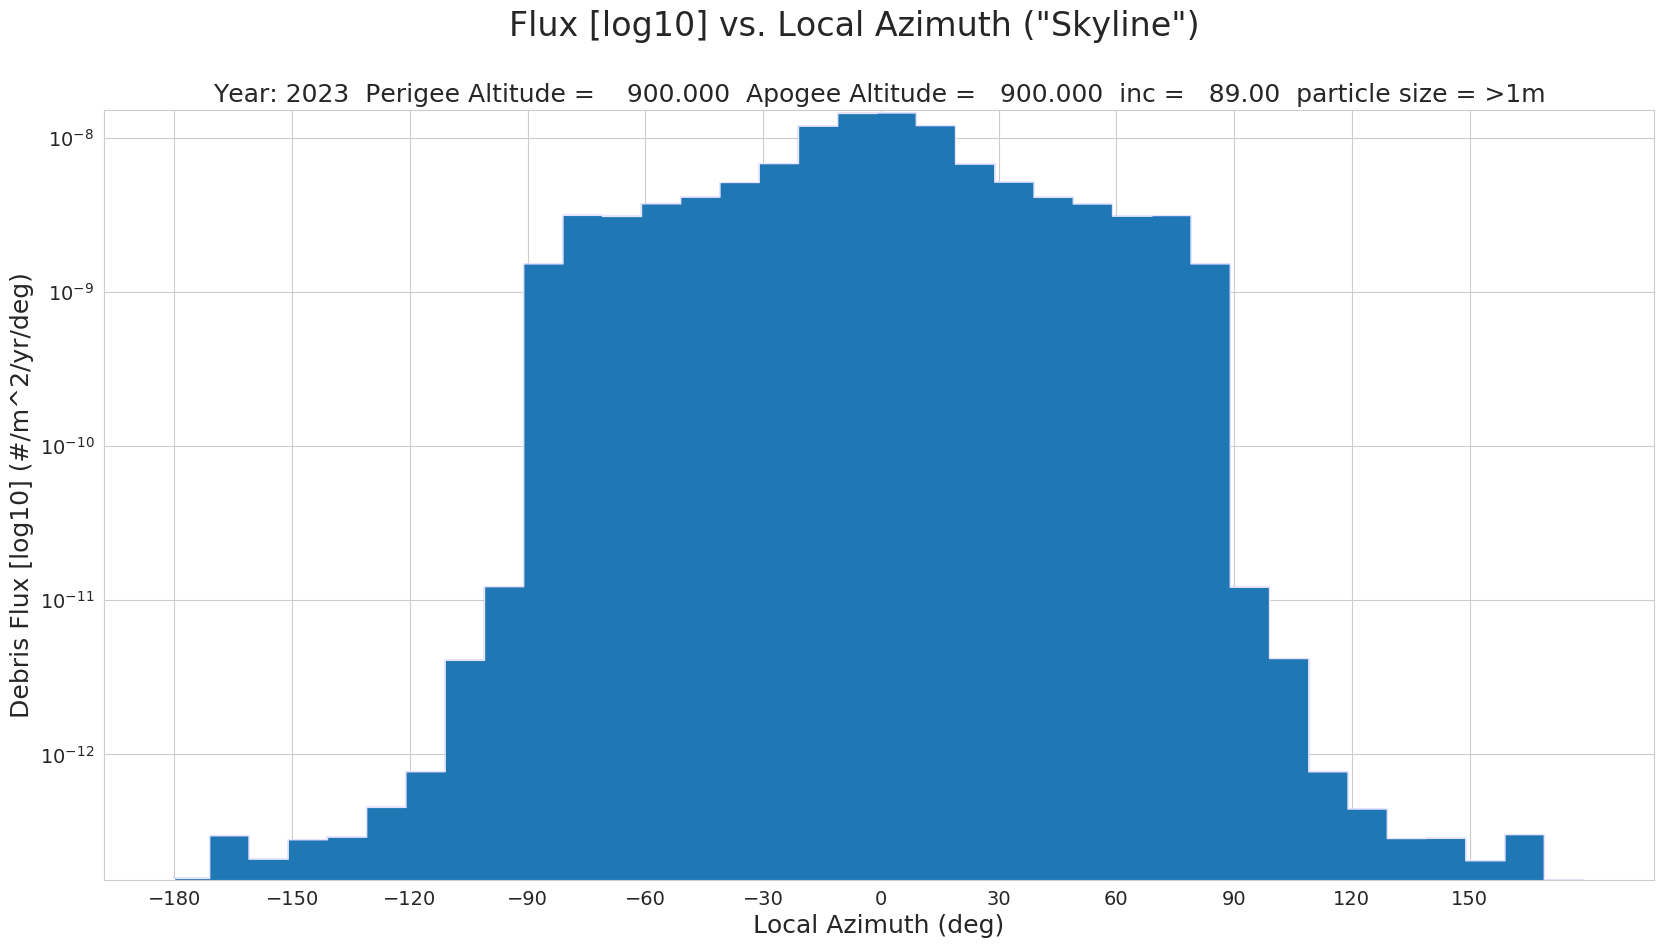 Flux [log10] vs. Local Azimuth ("Skyline")
Year: 2023  Perigee Altitude =    900.000  Apogee Altitude =   900.000  inc =   89.00  particle size = >1m
Debris Flux [log10] (#/m^2/yr/deg)
10⁻⁸
10⁻⁹
10⁻¹⁰
10⁻¹¹
10⁻¹²
−180 −150 −120 −90 −60 −30 0 30 60 90 120 150
Local Azimuth (deg)